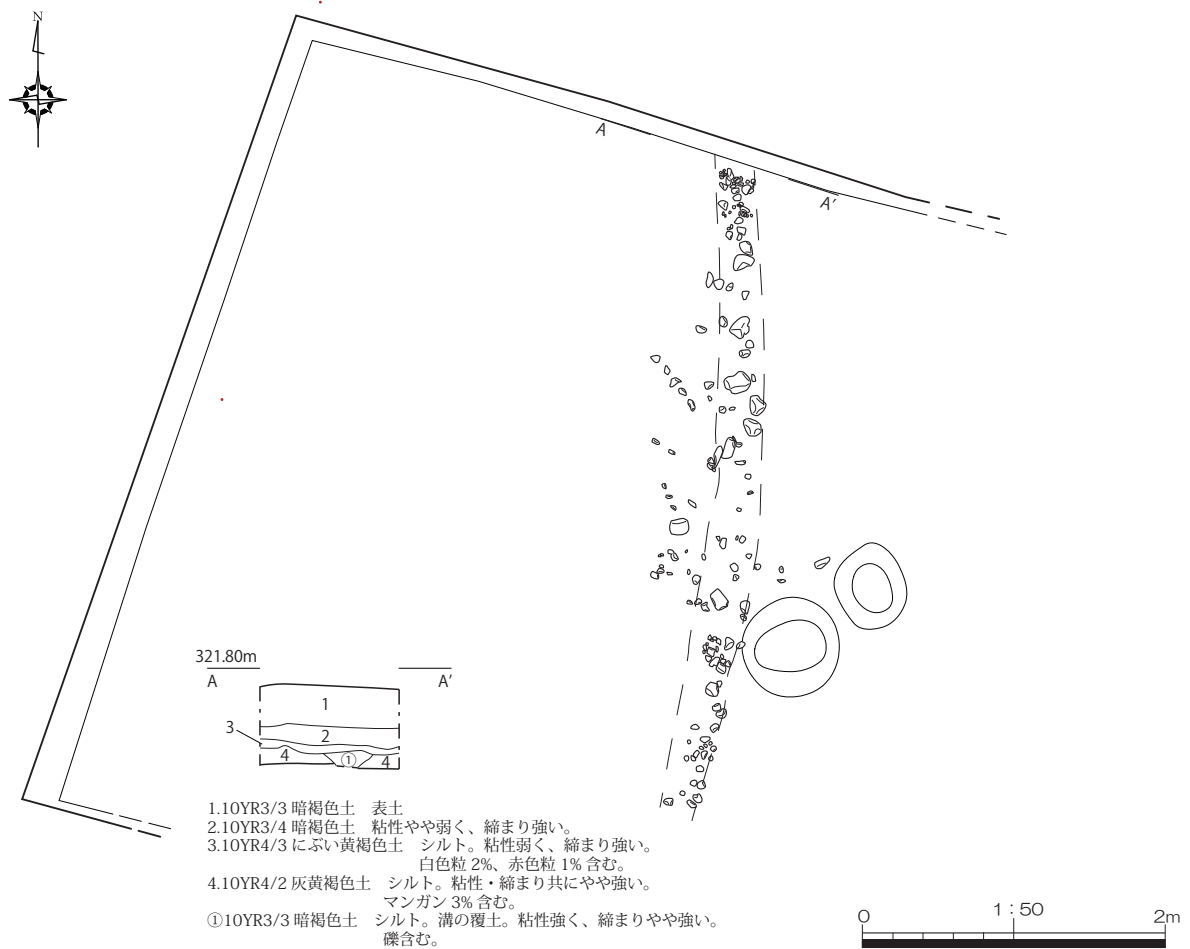 N
A
A′
321.80m
A
A′
1
2
3
4
①
4
1.10YR3/3 暗褐色土　表土
2.10YR3/4 暗褐色土　粘性やや弱く、締まり強い。
3.10YR4/3 にぶい黄褐色土　シルト。粘性弱く、締まり強い。
白色粒 2%、赤色粒 1% 含む。
4.10YR4/2 灰黄褐色土　シルト。粘性・締まり共にやや強い。
マンガン 3% 含む。
①10YR3/3 暗褐色土　シルト。溝の覆土。粘性強く、締まりやや強い。
礫含む。
1:50
0
2m